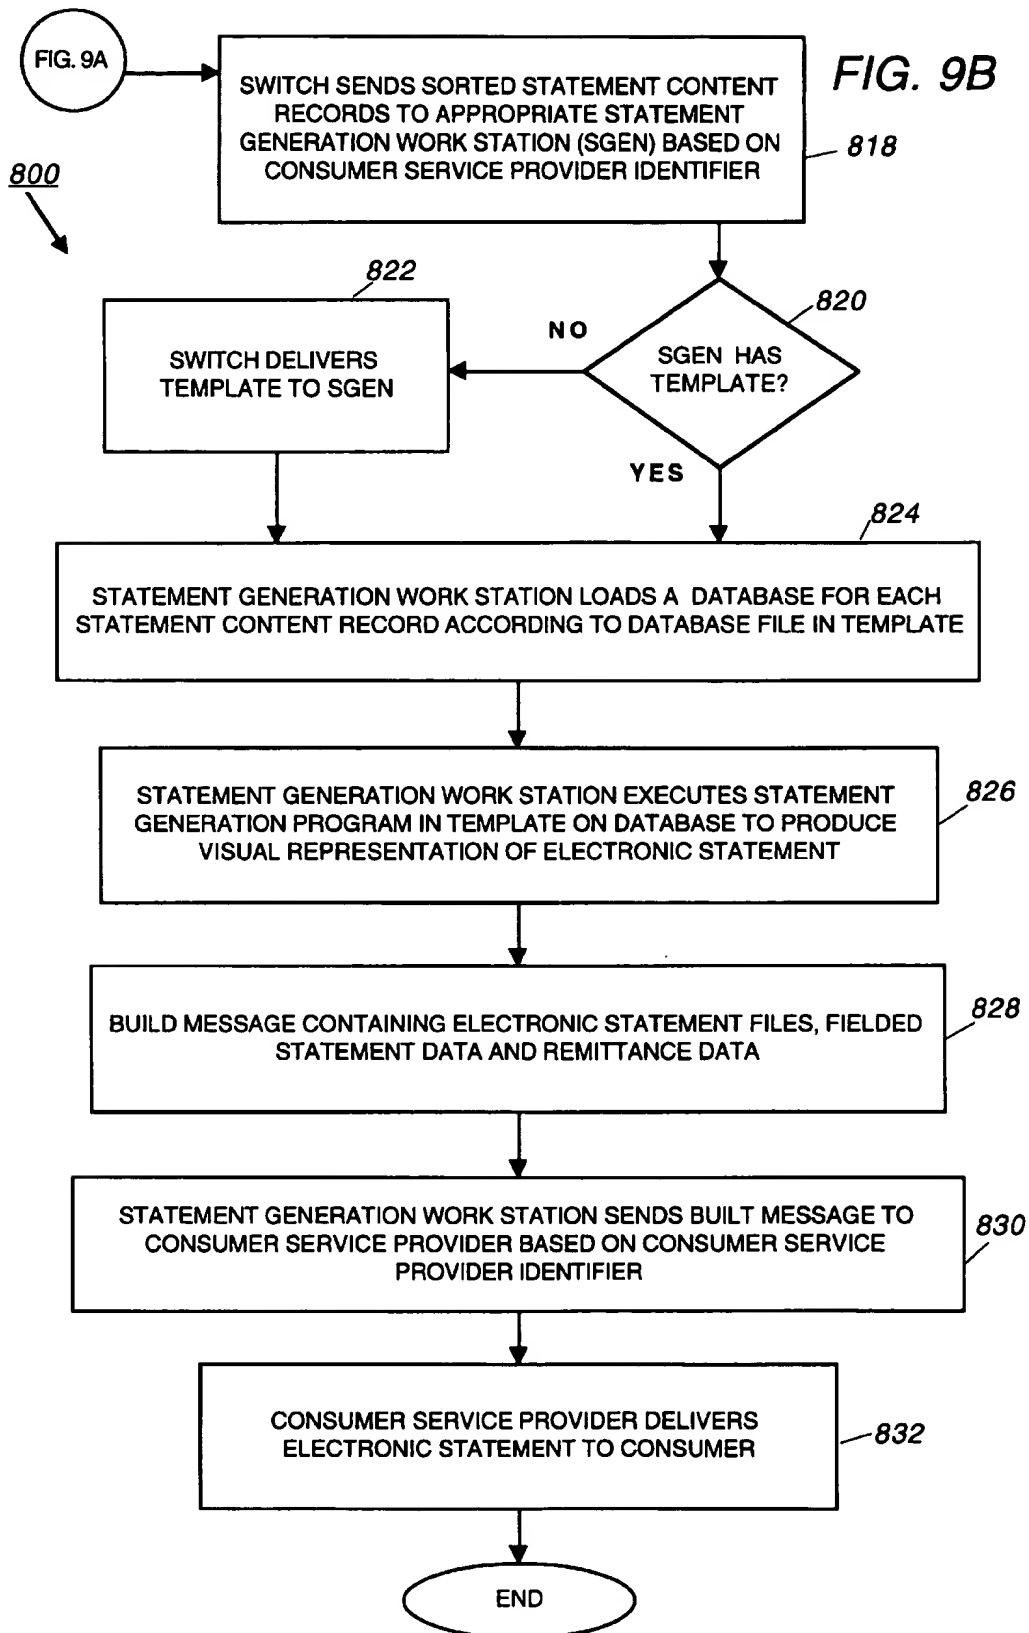 FIG. 9A
FIG. 9B
SWITCH SENDS SORTED STATEMENT CONTENT
RECORDS TO APPROPRIATE STATEMENT
GENERATION WORK STATION (SGEN) BASED ON
CONSUMER SERVICE PROVIDER IDENTIFIER
818
800
822
820
NO
SWITCH DELIVERS
TEMPLATE TO SGEN
SGEN HAS
TEMPLATE?
YES
824
STATEMENT GENERATION WORK STATION LOADS A DATABASE FOR EACH
STATEMENT CONTENT RECORD ACCORDING TO DATABASE FILE IN TEMPLATE
STATEMENT GENERATION WORK STATION EXECUTES STATEMENT
GENERATION PROGRAM IN TEMPLATE ON DATABASE TO PRODUCE
VISUAL REPRESENTATION OF ELECTRONIC STATEMENT
826
BUILD MESSAGE CONTAINING ELECTRONIC STATEMENT FILES, FIELDED
STATEMENT DATA AND REMITTANCE DATA
828
STATEMENT GENERATION WORK STATION SENDS BUILT MESSAGE TO
CONSUMER SERVICE PROVIDER BASED ON CONSUMER SERVICE
PROVIDER IDENTIFIER
830
CONSUMER SERVICE PROVIDER DELIVERS
ELECTRONIC STATEMENT TO CONSUMER
832
END